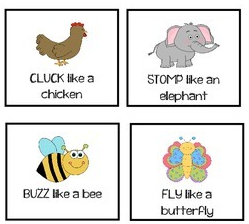 CLUCK like a
chicken
STOMP like an
elephant
BUZZ like a bee
FLY like a
butterfly